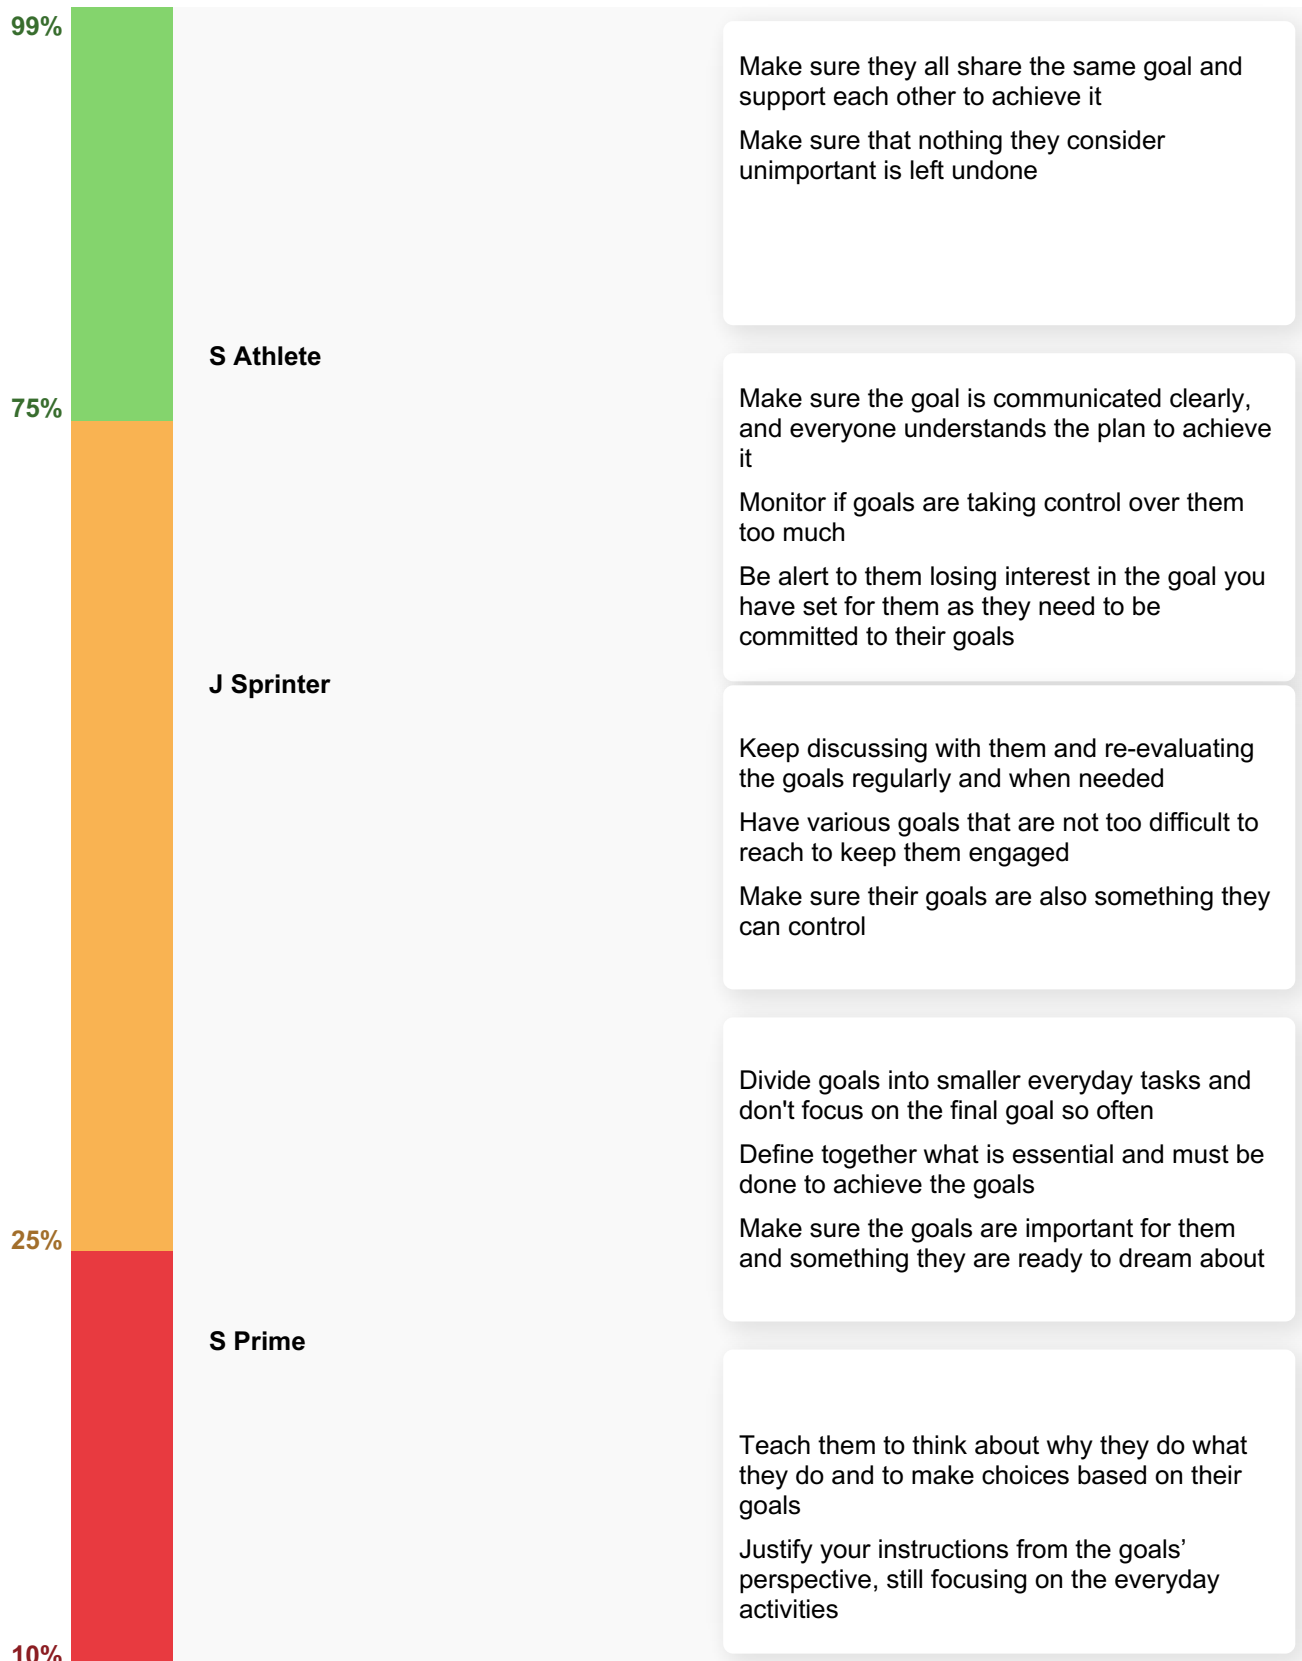 99%
Make sure they all share the same goal and
support each other to achieve it
Make sure that nothing they consider
unimportant is left undone
S Athlete
75%
Make sure the goal is communicated clearly,
and everyone understands the plan to achieve
it
Monitor if goals are taking control over them
too much
Be alert to them losing interest in the goal you
have set for them as they need to be
committed to their goals
J Sprinter
Keep discussing with them and re-evaluating
the goals regularly and when needed
Have various goals that are not too difficult to
reach to keep them engaged
Make sure their goals are also something they
can control
Divide goals into smaller everyday tasks and
don't focus on the final goal so often
Define together what is essential and must be
done to achieve the goals
Make sure the goals are important for them
and something they are ready to dream about
25%
S Prime
Teach them to think about why they do what
they do and to make choices based on their
goals
Justify your instructions from the goals’
perspective, still focusing on the everyday
activities
10%